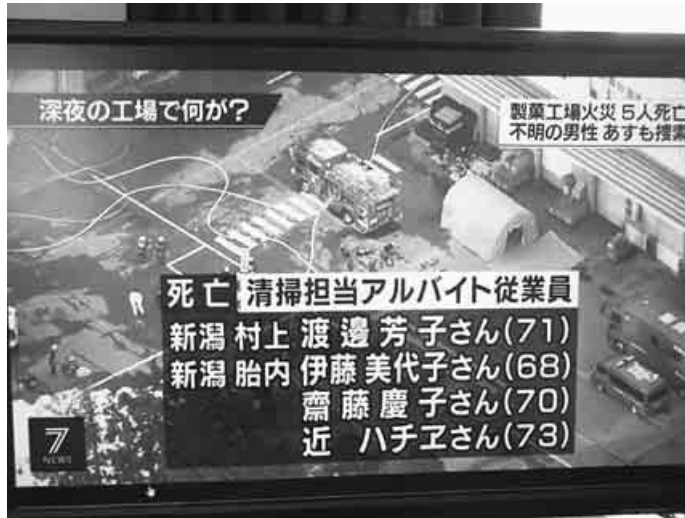 深夜の工場で何が?
製菓工場火災 5人死亡
不明の男性 あすも捜索
死亡 清掃担当アルバイト従業員
新潟 村上 渡邊芳子さん(71)
新潟 胎内 伊藤美代子さん(68)
齋藤慶子さん(70)
近 ハチヱさん(73)
7
NEWS